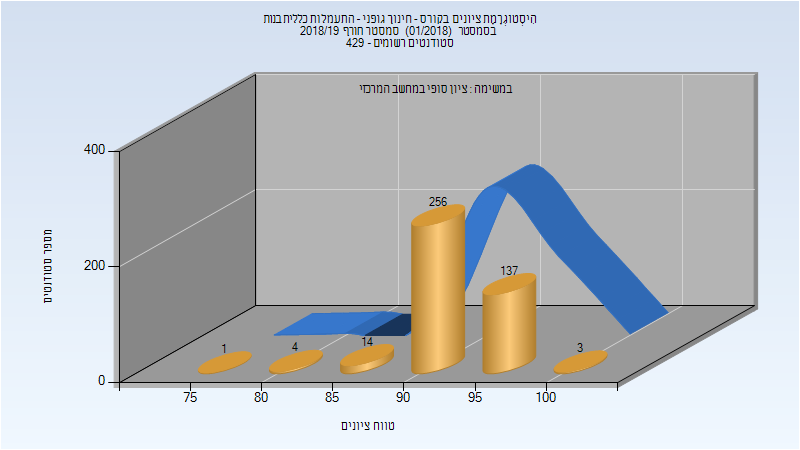 היסטוגרמת ציונים בקורס - חינוך גופני - התעמלות כללית בנות
בסמסטר (01/2018) סמסטר חורף 2018/19
סטודנטים רשומים - 429
במשימה : ציון סופי במחשב המרכזי
400
200
0
מספר סטודנטים
256
137
1
4
14
3
75
80
85
90
95
100
טווח ציונים